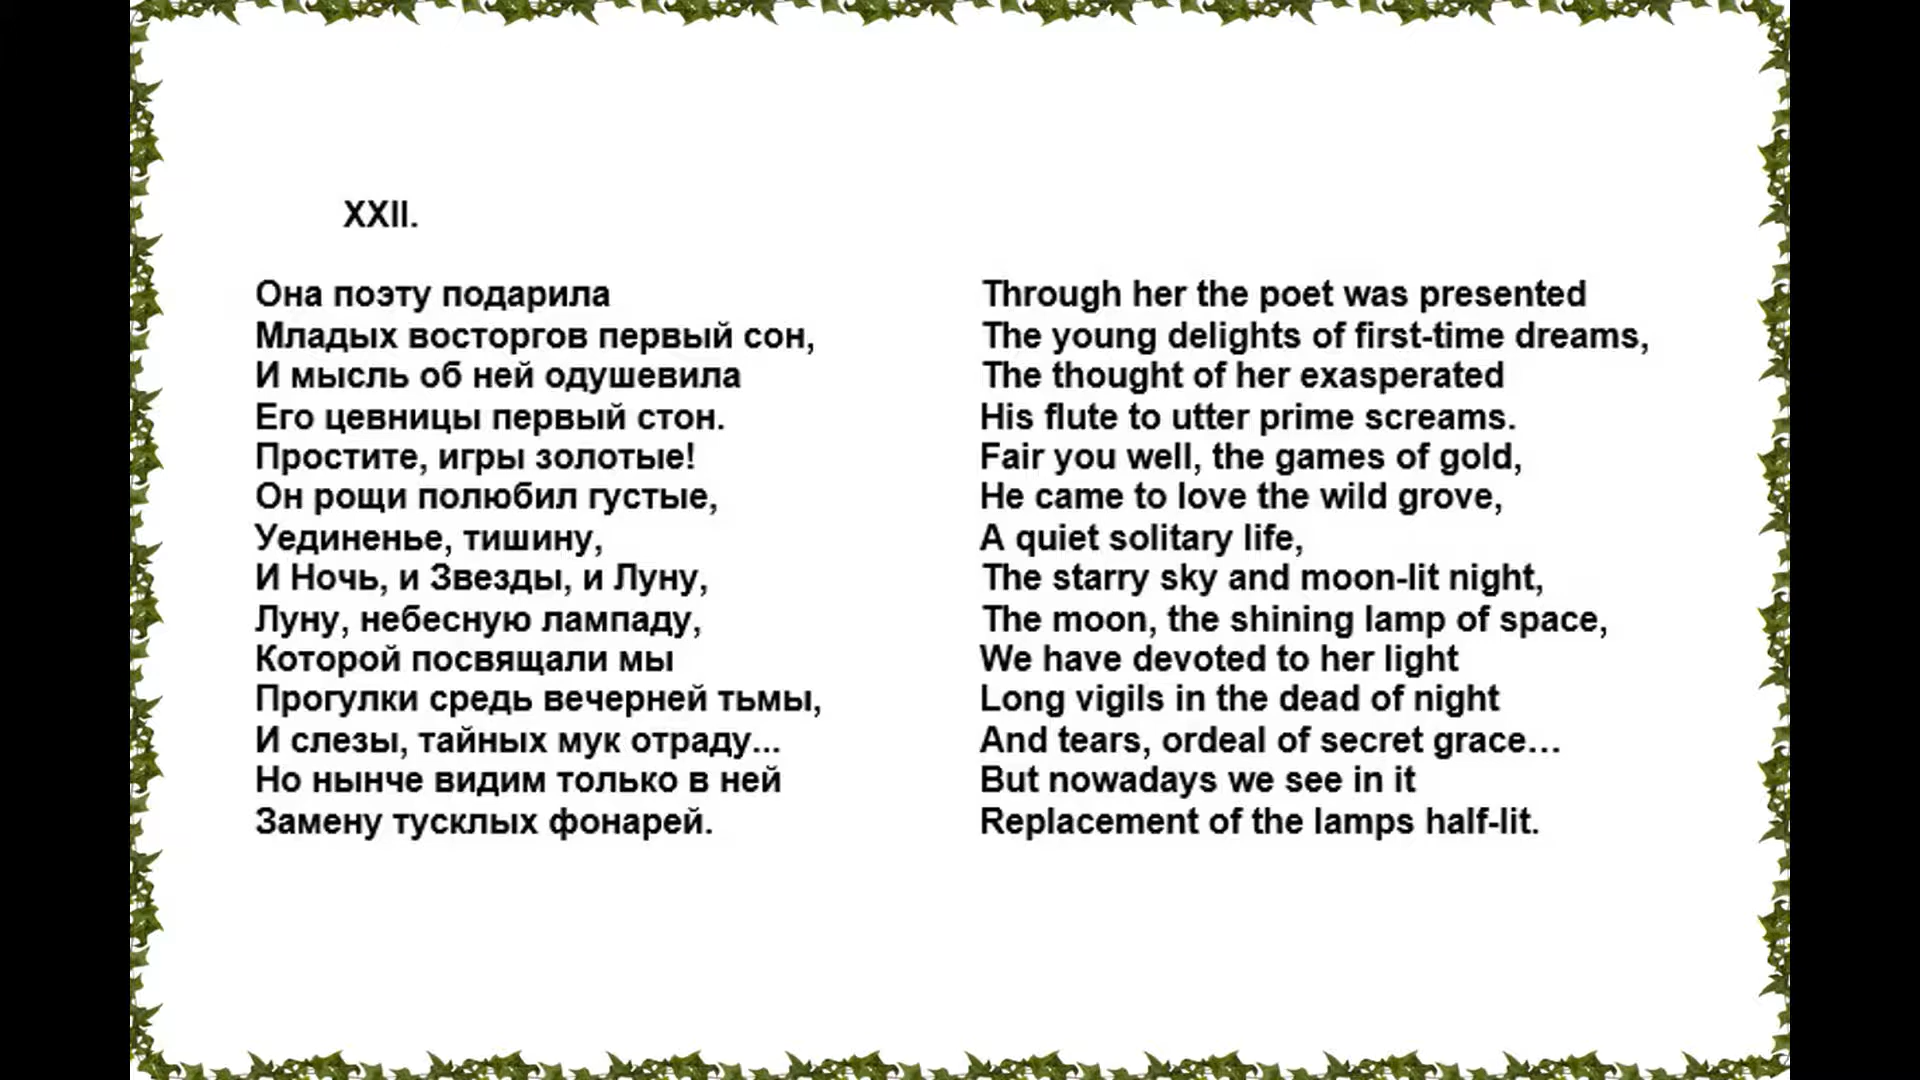 XXII.
Она поэту подарила
Младых восторгов первый сон,
И мысль об ней одушевила
Его цевницы первый стон.
Простите, игры золотые!
Он рощи полюбил густые,
Уединенье, тишину,
И Ночь, и Звезды, и Луну,
Луну, небесную лампаду,
Которой посвящали мы
Прогулки средь вечерней тьмы,
И слезы, тайных мук отраду...
Но нынче видим только в ней
Замену тусклых фонарей.
Through her the poet was presented
The young delights of first-time dreams,
The thought of her exasperated
His flute to utter prime screams.
Fair you well, the games of gold,
He came to love the wild grove,
A quiet solitary life,
The starry sky and moon-lit night,
The moon, the shining lamp of space,
We have devoted to her light
Long vigils in the dead of night
And tears, ordeal of secret grace…
But nowadays we see in it
Replacement of the lamps half-lit.